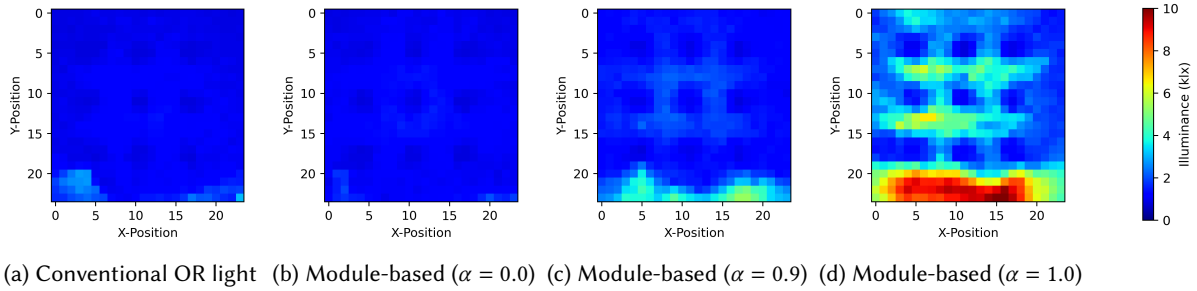 0
5
10
15
20
Y-Position
0 5 10 15 20
X-Position
0
5
10
15
20
Y-Position
0 5 10 15 20
X-Position
0
5
10
15
20
Y-Position
0 5 10 15 20
X-Position
0
5
10
15
20
Y-Position
0 5 10 15 20
X-Position
10
8
6
4
2
0
Illuminance (klx)
(a) Conventional OR light (b) Module-based (α = 0.0) (c) Module-based (α = 0.9) (d) Module-based (α = 1.0)